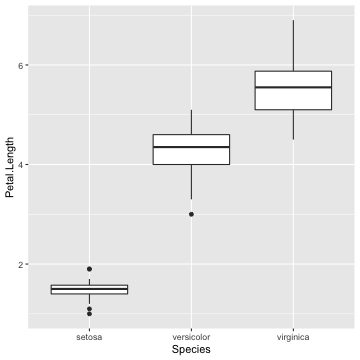 Petal.Length
6
4
2
setosa
versicolor
virginica
Species